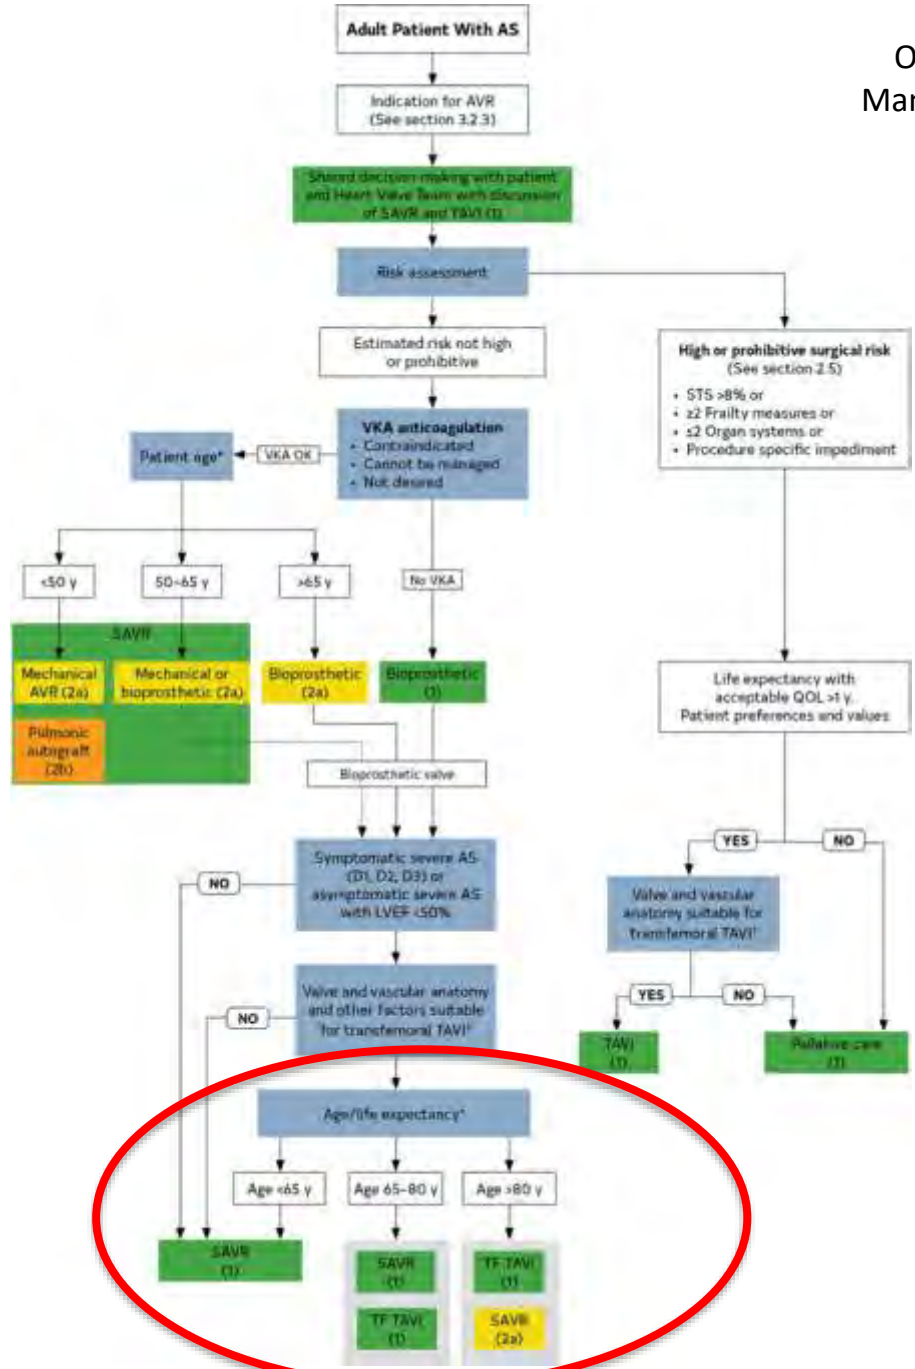 Adult Patient With AS
O
Mar
Indication for AVR
(See section 3.2.3)
Shared decision-making with patient
and Heart Valve Team with discussion
of SAVR and TAVI (1)
Risk assessment
Estimated risk not high
or prohibitive
High or prohibitive surgical risk
(See section 2.5)
• STS >8% or
• ≥2 Frailty measures or
• ≤2 Organ systems or
• Procedure specific impediment
VKA anticoagulation
• Contraindicated
• Cannot be managed
• Not desired
VKA OK
Patient age*
<50 y
50-65 y
>65 y
No VKA
SAVR
Mechanical
AVR (2a)
Mechanical or
bioprosthetic (2a)
Bioprosthetic
(2a)
Bioprosthetic
(1)
Pulmonic
autograft
(2b)
Bioprosthetic valve
Life expectancy with
acceptable QOL >1 y,
Patient preferences and values
YES
NO
Symptomatic severe AS
(D1, D2, D3) or
asymptomatic severe AS
with LVEF <50%
NO
Valve and vascular
anatomy suitable for
transfemoral TAVI†
YES
NO
TAVI
(1)
Palliative care
(1)
Valve and vascular anatomy
and other factors suitable
for transfemoral TAVI†
NO
Age/life expectancy*
Age <65 y
Age 65-80 y
Age >80 y
SAVR
(1)
SAVR
(1)
TF TAVI
(1)
TF TAVI
(1)
SAVR
(2a)